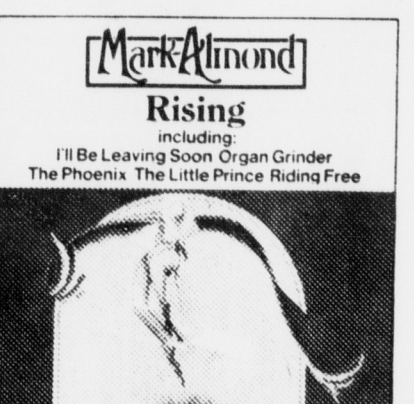 Mark-Almond
Rising
including:
I'll Be Leaving Soon Organ Grinder
The Phoenix The Little Prince Riding Free